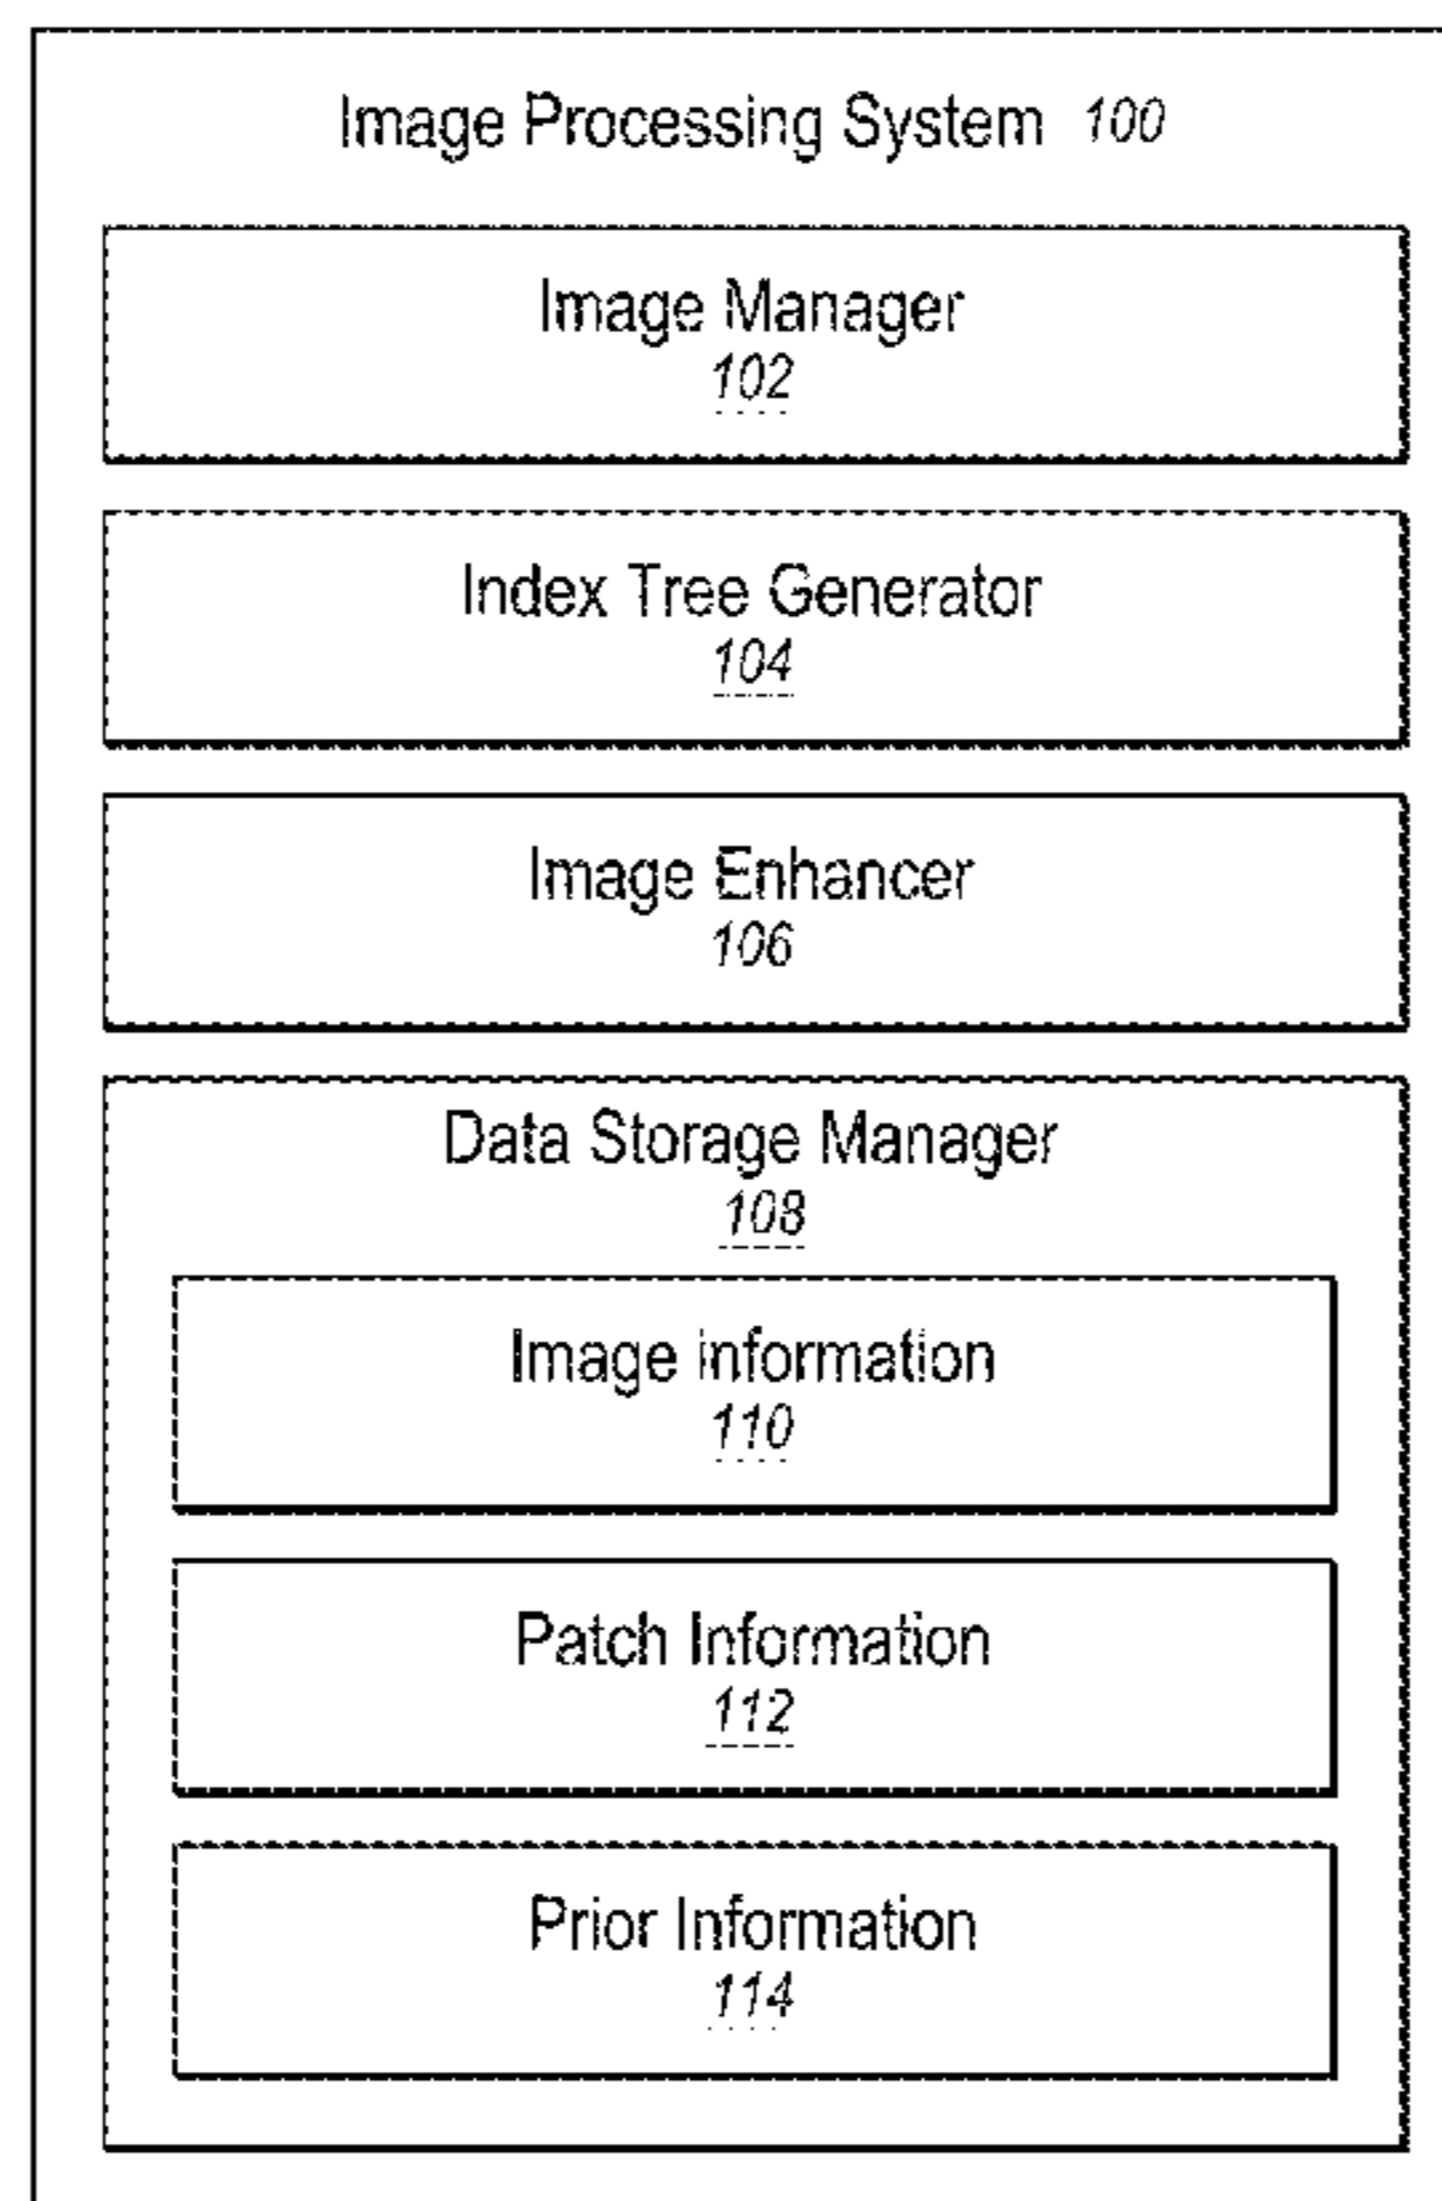 Image Processing System 100
Image Manager
102
Index Tree Generator
104
Image Enhancer
106
Data Storage Manager
108
Image information
110
Patch Information
112
Prior Information
114